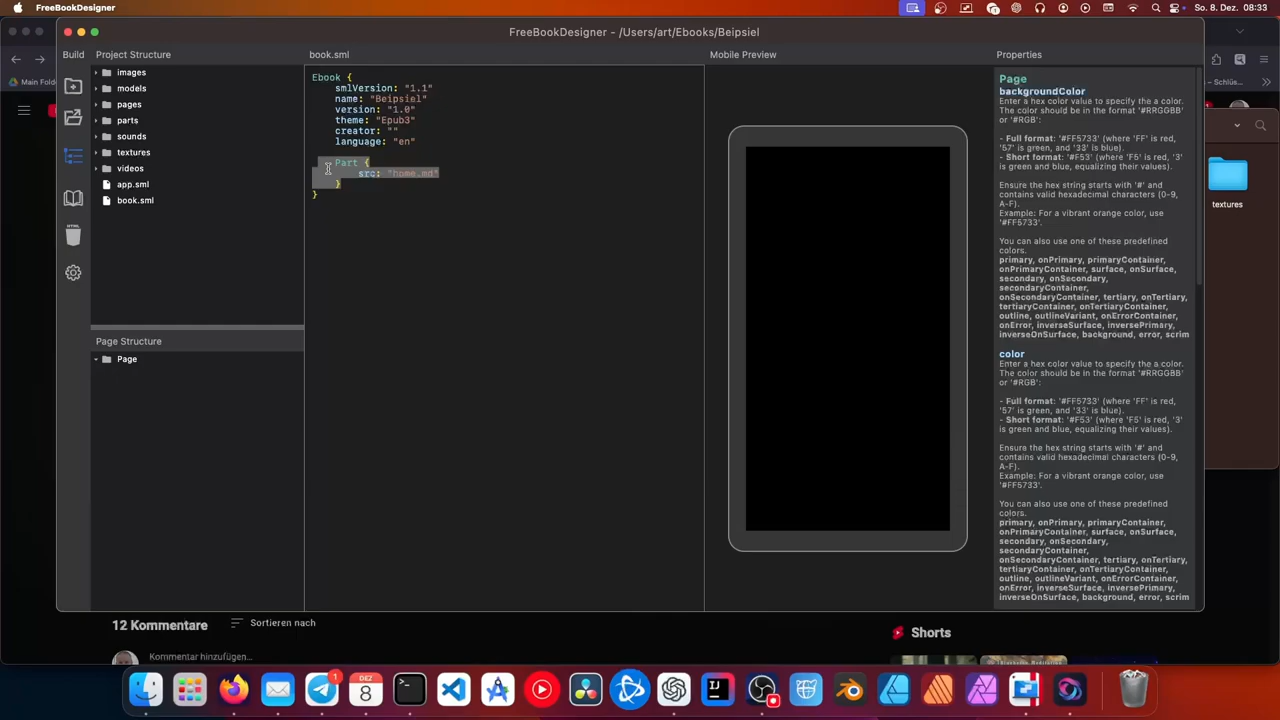 FreeBookDesigner
So. 8. Dez. 08:33
FreeBookDesigner - /Users/art/Ebooks/Beipsiel
Build
Project Structure
book.sml
Mobile Preview
Properties
Main Folde
Schlüs
images
models
pages
parts
sounds
textures
videos
app.sml
book.sml
Page Structure
Page
Ebook {
smlVersion: "1.1"
name: "Beipsiel"
version: "1.0"
theme: "Epub3"
creator: ""
language: "en"
Part {
src: "home.md"
}
}
Page
backgroundColor
Enter a hex color value to specify the a color.
The color should be in the format '#RRGGBB'
or '#RGB':
- Full format: '#FF5733' (where 'FF' is red,
'57' is green, and '33' is blue).
- Short format: '#F53' (where 'F5' is red, '3'
is green and blue, equalizing their values).
Ensure the hex string starts with '#' and
contains valid hexadecimal characters (0-9,
A-F).
Example: For a vibrant orange color, use
'#FF5733'.
You can also use one of these predefined
colors.
primary, onPrimary, primaryContainer,
onPrimaryContainer, surface, onSurface,
secondary, onSecondary,
secondaryContainer,
onSecondaryContainer, tertiary, onTertiary,
tertiaryContainer, onTertiaryContainer,
outline, outlineVariant, onErrorContainer,
onError, inverseSurface, inversePrimary,
inverseOnSurface, background, error, scrim
color
Enter a hex color value to specify the a color.
The color should be in the format '#RRGGBB'
or '#RGB':
- Full format: '#FF5733' (where 'FF' is red,
'57' is green, and '33' is blue).
- Short format: '#F53' (where 'F5' is red, '3'
is green and blue, equalizing their values).
Ensure the hex string starts with '#' and
contains valid hexadecimal characters (0-9,
A-F).
Example: For a vibrant orange color, use
'#FF5733'.
You can also use one of these predefined
colors.
primary, onPrimary, primaryContainer,
onPrimaryContainer, surface, onSurface,
secondary, onSecondary,
secondaryContainer,
onSecondaryContainer, tertiary, onTertiary,
tertiaryContainer, onTertiaryContainer,
outline, outlineVariant, onErrorContainer,
onError, inverseSurface, inversePrimary,
inverseOnSurface, background, error, scrim
textures
12 Kommentare
Sortieren nach
Kommentar hinzufügen...
Shorts
HTML
1
DEZ
8